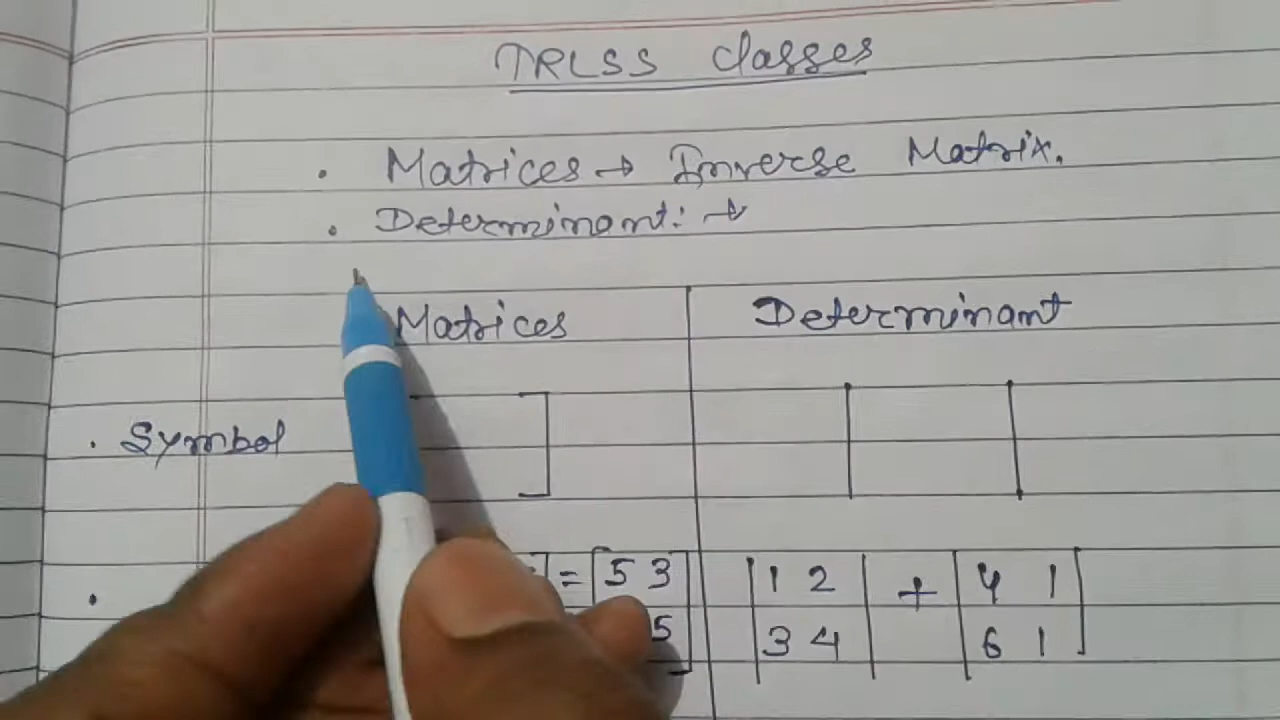 TRLSS Classes
. Matrices → Inverse Matrix.
. Determinant: →
Matrices Determinant
. Symbol [ ] | |
. ] = [5 3 |1 2| + |4 1|
5] |3 4| |6 1|